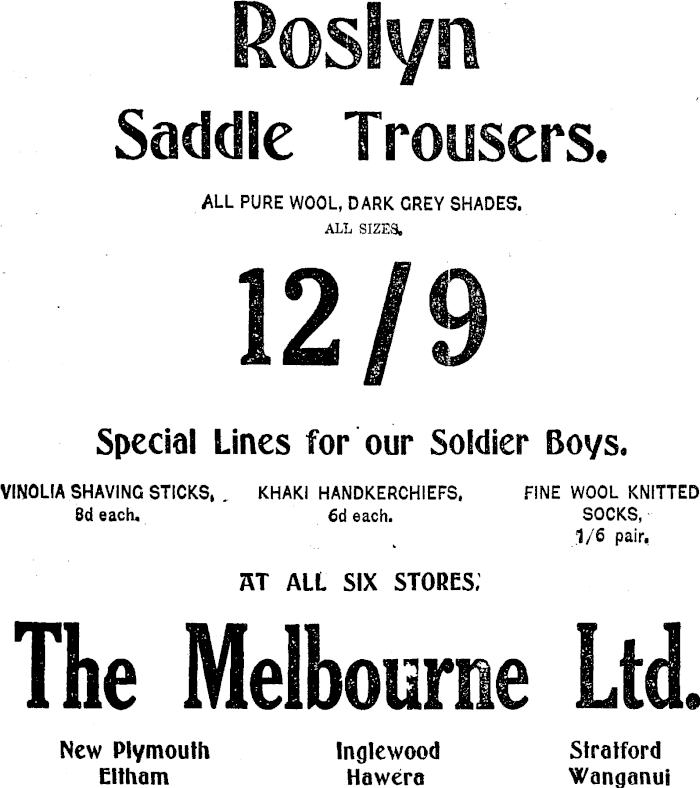 Roslyn
Saddle Trousers.
ALL PURE WOOL, DARK GREY SHADES.
ALL SIZES.
12/9
Special Lines for our Soldier Boys.
VINOLIA SHAVING STICKS, KHAKI HANDKERCHIEFS, FINE WOOL KNITTED
8d each. 6d each. SOCKS,
1/6 pair.
AT ALL SIX STORES.
The Melbourne Ltd.
New Plymouth Inglewood Stratford
Eltham Hawera Wanganui